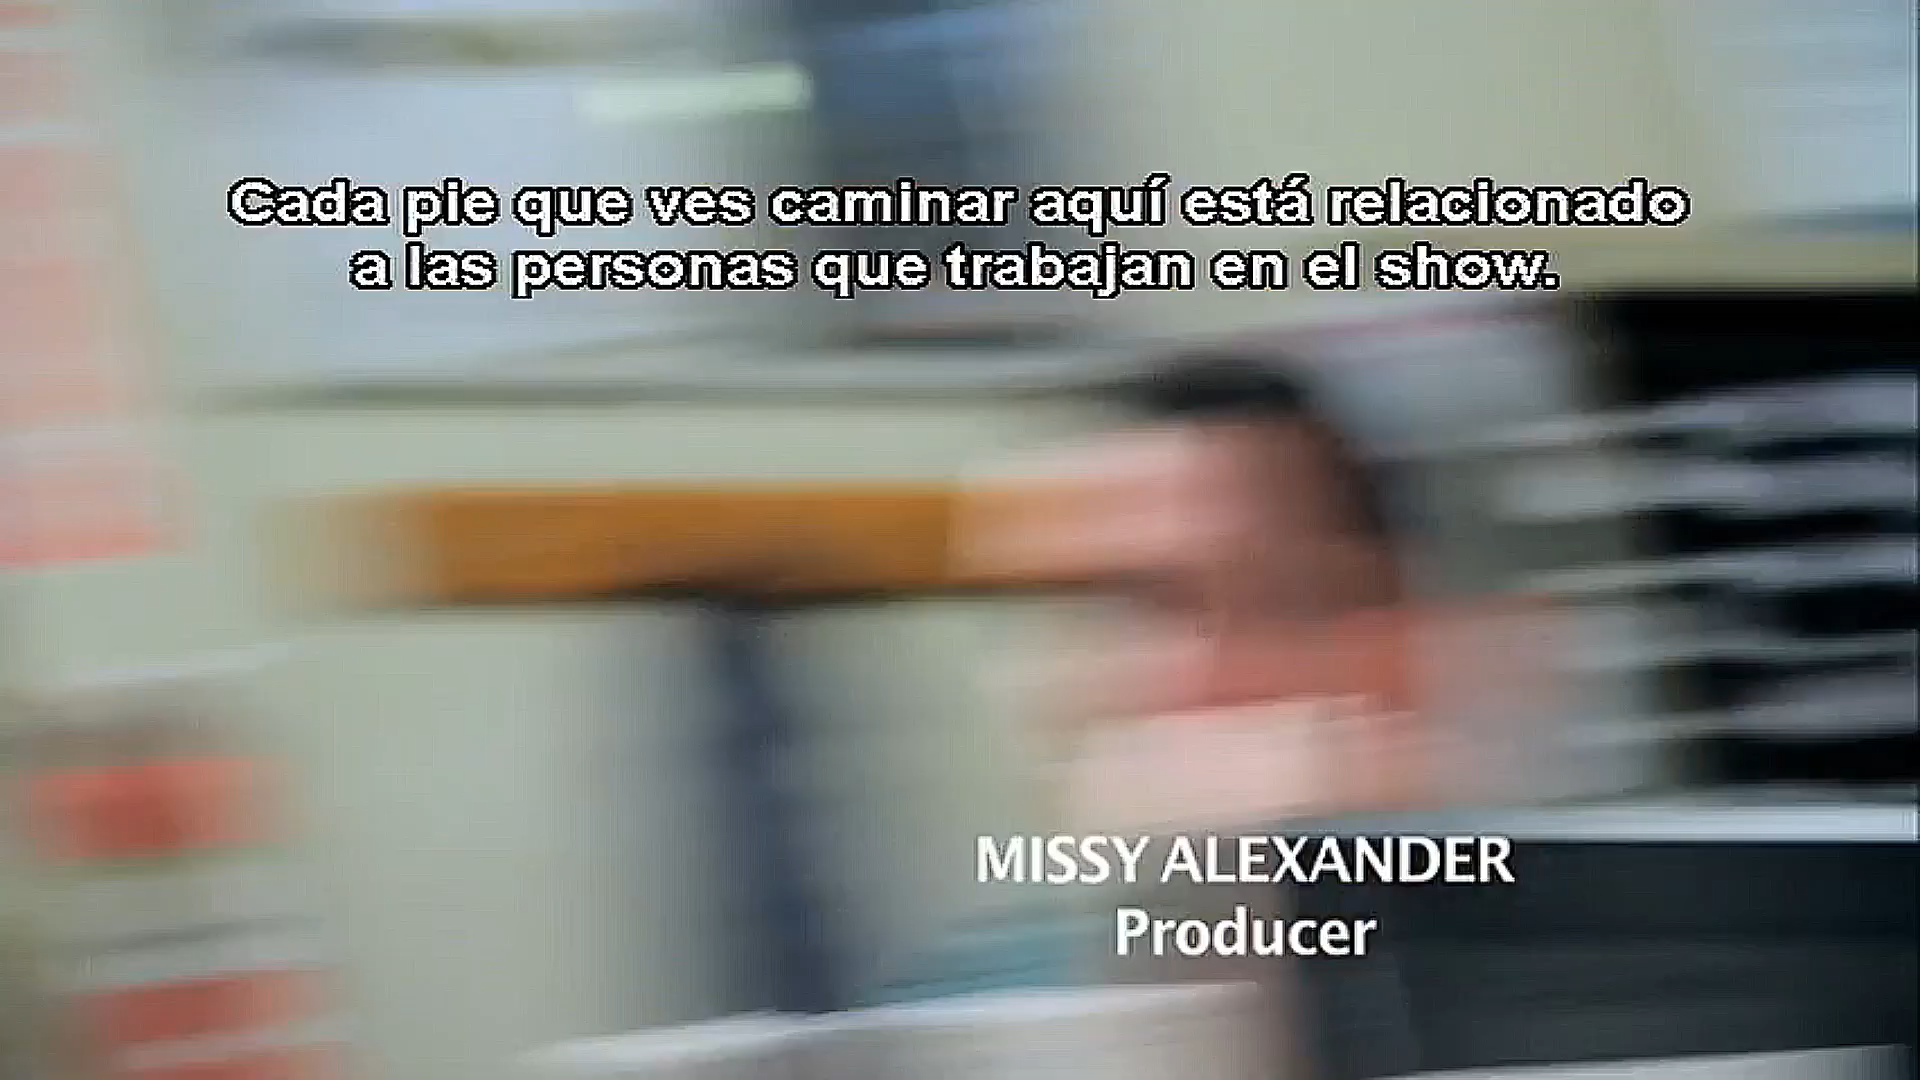 Cada pie que ves caminar aquí está relacionado
a las personas que trabajan en el show.
MISSY ALEXANDER
Producer